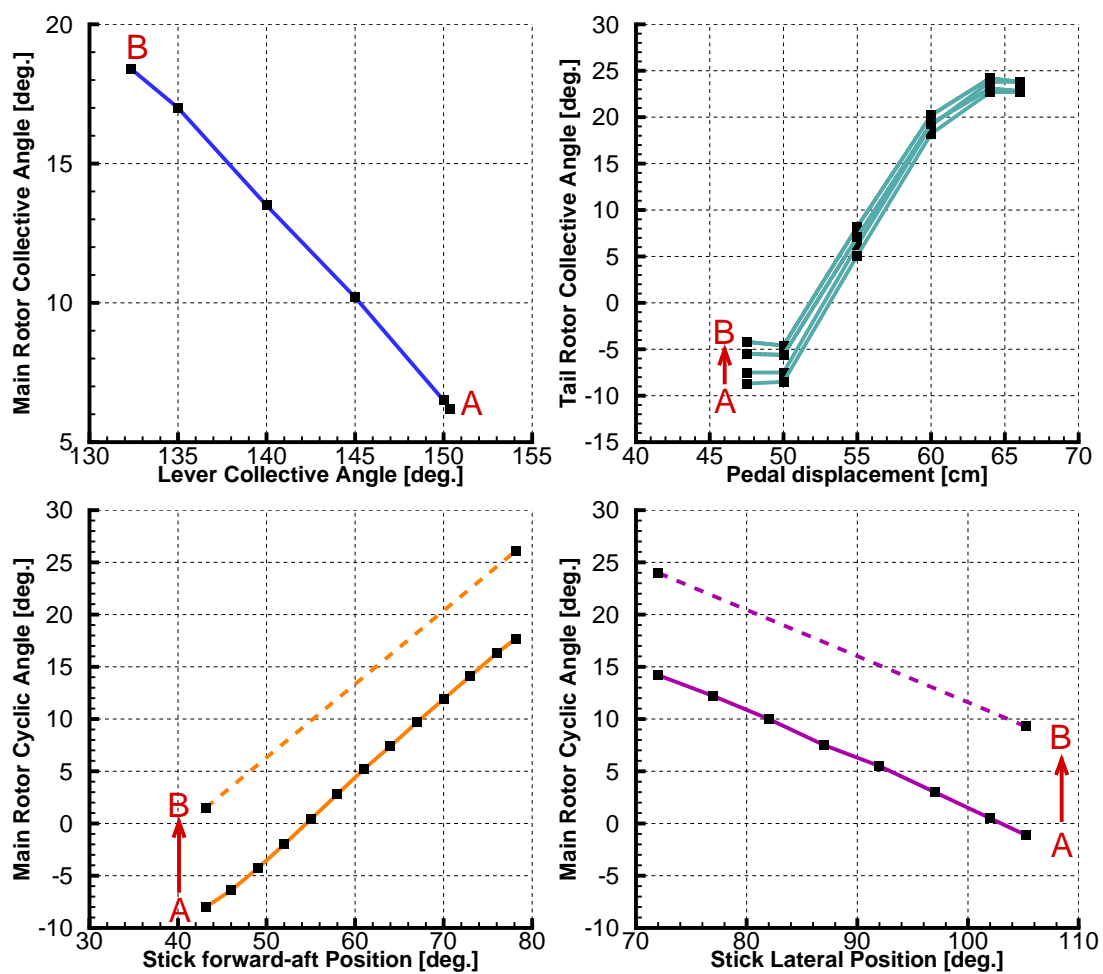 Main Rotor Collective Angle [deg.]
20
15
10
5
B
A
130 135 140 145 150 155
Lever Collective Angle [deg.]
Tail Rotor Collective Angle [deg.]
30
25
20
15
10
5
0
-5
-10
-15
B
A
40 45 50 55 60 65 70
Pedal displacement [cm]
Main Rotor Cyclic Angle [deg.]
30
25
20
15
10
5
0
-5
-10
B
A
30 40 50 60 70 80
Stick forward-aft Position [deg.]
Main Rotor Cyclic Angle [deg.]
30
25
20
15
10
5
0
-5
-10
B
A
70 80 90 100 110
Stick Lateral Position [deg.]